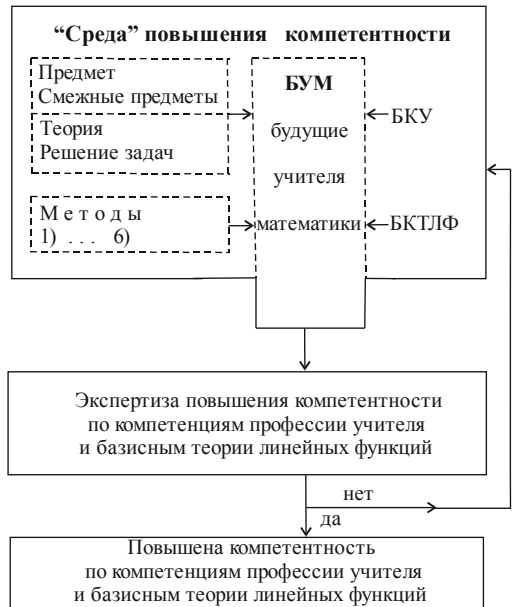 “Среда” повышения компетентности
Предмет
Смежные предметы
Теория
Решение задач
Методы
1) ... 6)
БУМ
будущие
учителя
математики
БКУ
БКТЛФ
Экспертиза повышения компетентности
по компетенциям профессии учителя
и базисным теории линейных функций
нет
да
Повышена компетентность
по компетенциям профессии учителя
и базисным теории линейных функций